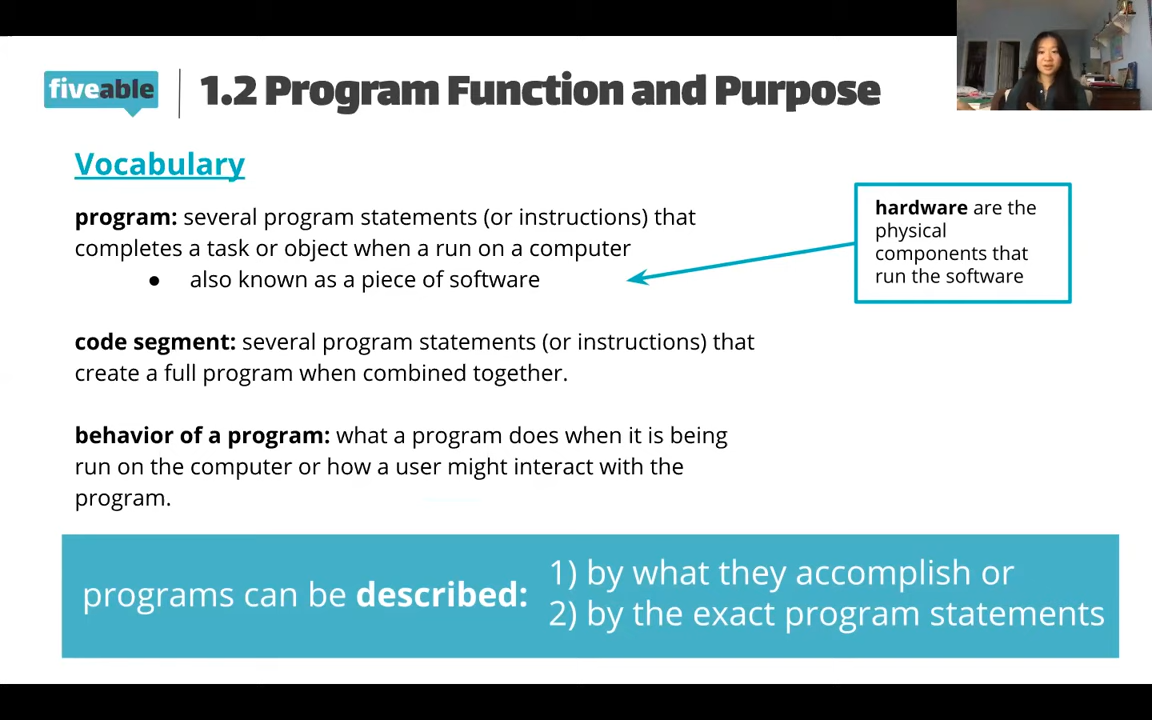 fiveable
1.2 Program Function and Purpose
Vocabulary
program: several program statements (or instructions) that
completes a task or object when a run on a computer
● also known as a piece of software
hardware are the
physical
components that
run the software
code segment: several program statements (or instructions) that
create a full program when combined together.
behavior of a program: what a program does when it is being
run on the computer or how a user might interact with the
program.
programs can be described:
1) by what they accomplish or
2) by the exact program statements